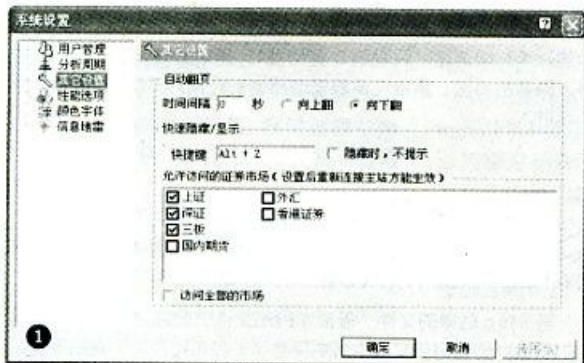 系统设置
用户管理
分析周期
其它设置
性能选项
颜色字体
信息地雷
其它设置
自动翻页
时间间隔 0 秒 向上翻 向下翻
快速隐藏/显示
快捷键 Alt + Z 隐藏时，不提示
允许访问的证券市场(设置后重新连接主站方能生效)
上证 外汇
深证 香港证券
三板
国内期货
访问全部的市场
1
确定 取消